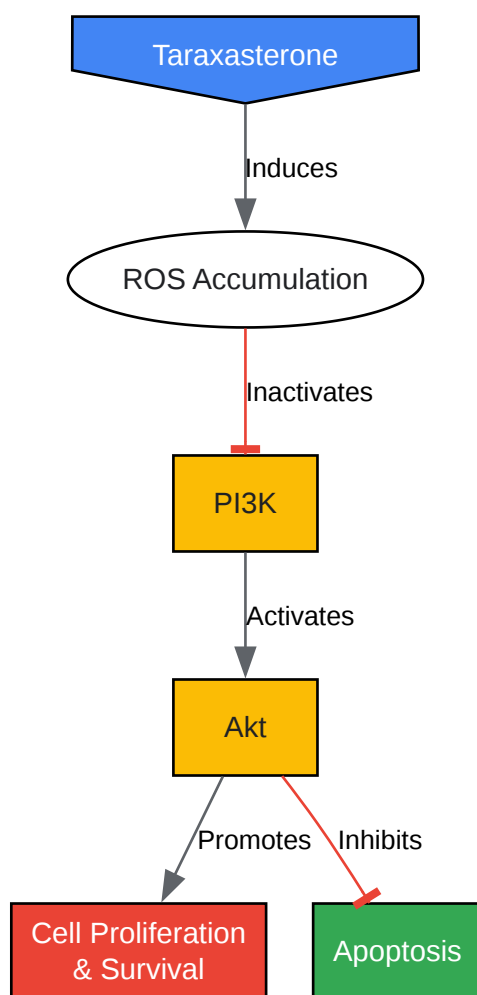 Taraxasterone
Induces
ROS Accumulation
Inactivates
PI3K
Activates
Akt
Promotes
Inhibits
Cell Proliferation
& Survival
Apoptosis